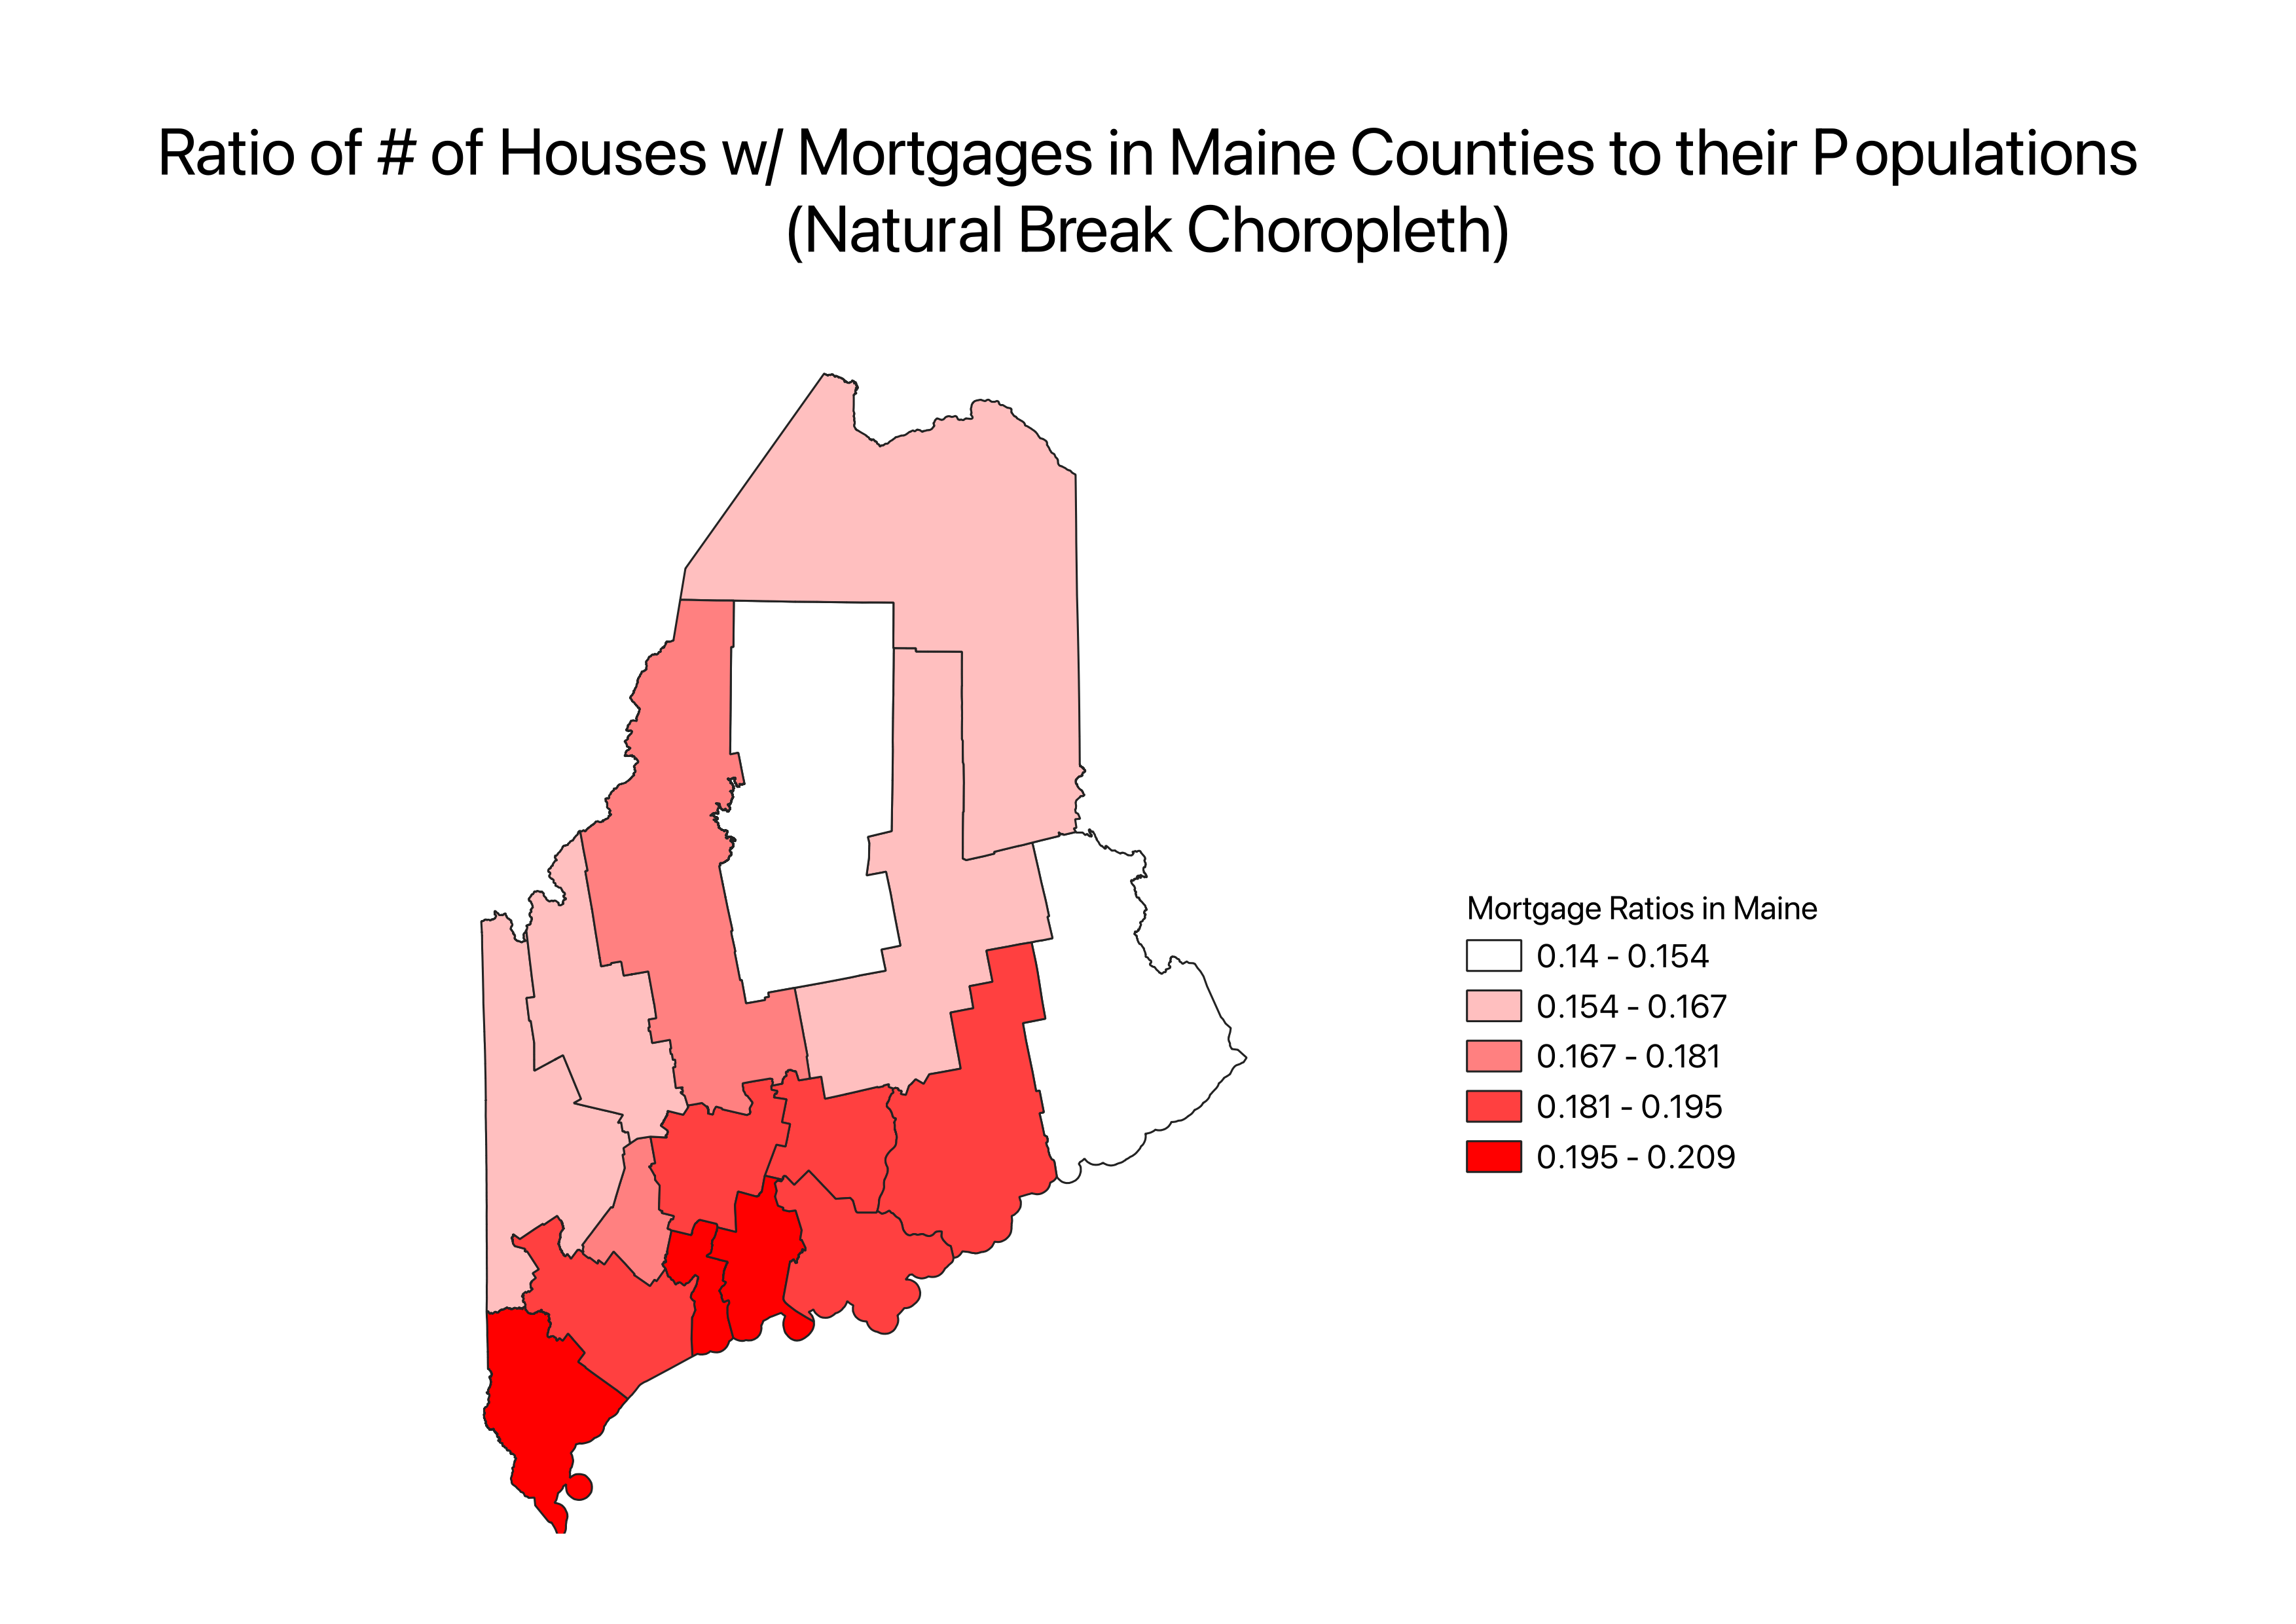 Ratio of # of Houses w/ Mortgages in Maine Counties to their Populations
(Natural Break Choropleth)
Mortgage Ratios in Maine
0.14 - 0.154
0.154 - 0.167
0.167 - 0.181
0.181 - 0.195
0.195 - 0.209